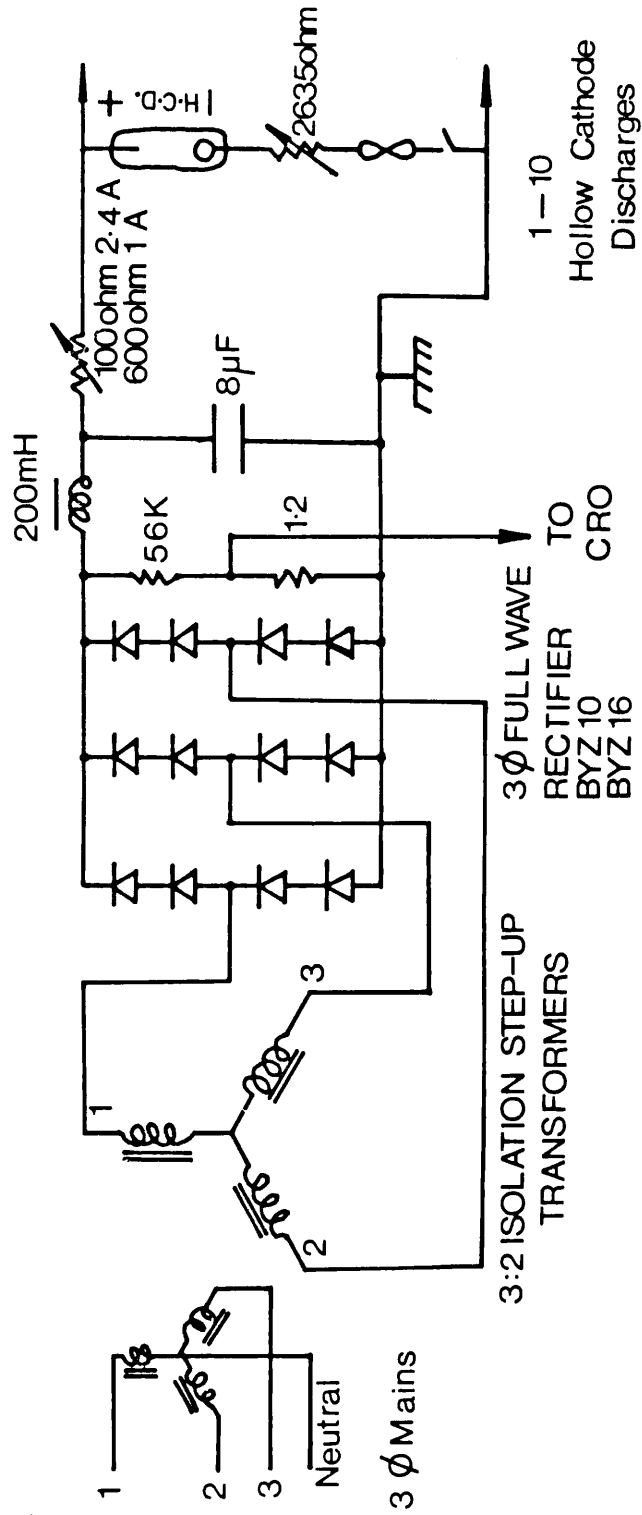 1
2
3
Neutral
3 Ø Mains
1
2
3
3:2 ISOLATION STEP-UP
TRANSFORMERS
3Ø FULL WAVE
RECTIFIER
BYZ 10
BYZ 16
56K
1·2
TO
CRO
200mH
8µF
100ohm 2·4 A
600ohm 1 A
+
H·C·D.
−
2635ohm
1–10
Hollow Cathode
Discharges